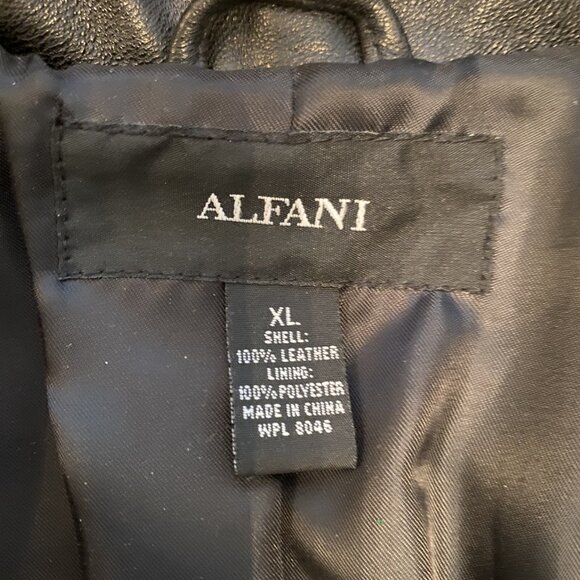 ALFANI
XL
SHELL:
100% LEATHER
LINING:
100% POLYESTER
MADE IN CHINA
WPL 8046